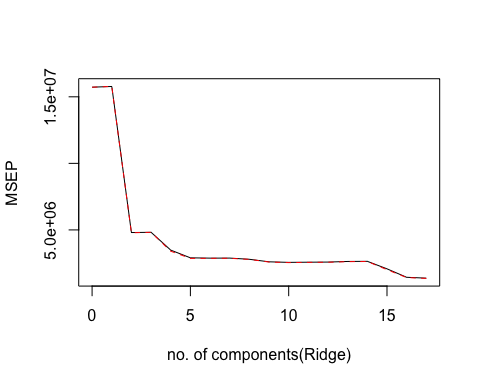 1.5e+07
5.0e+06
MSEP
0 5 10 15
no. of components(Ridge)